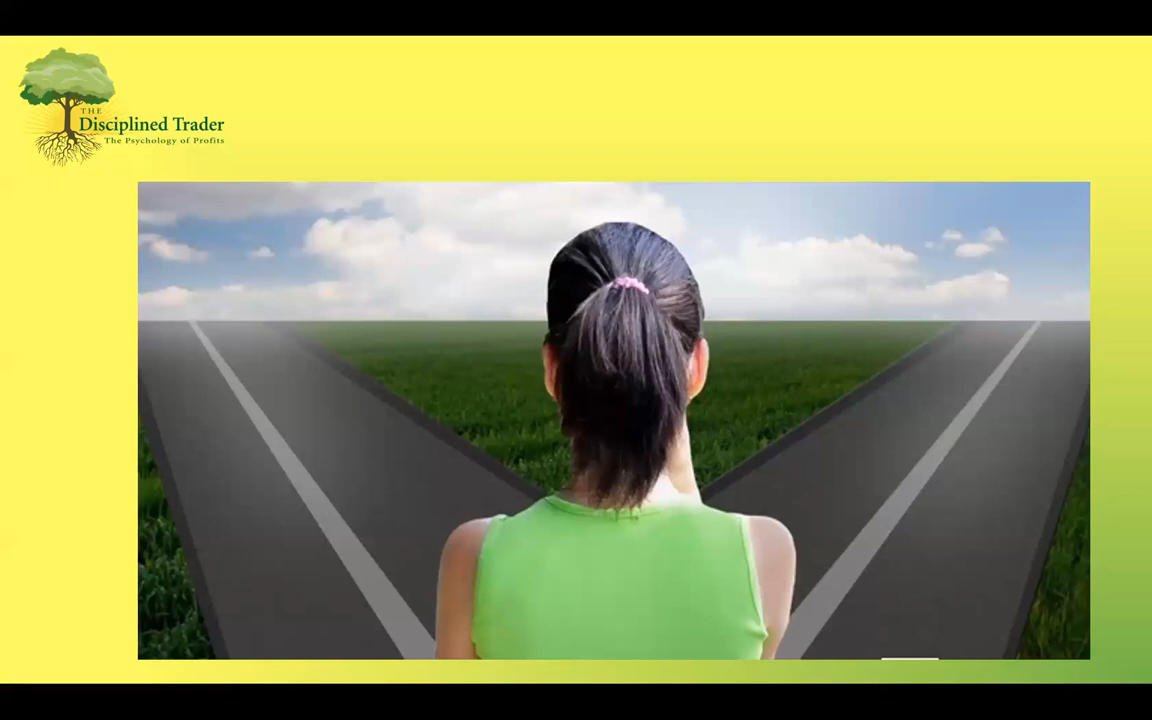 THE
Disciplined Trader
The Psychology of Profits